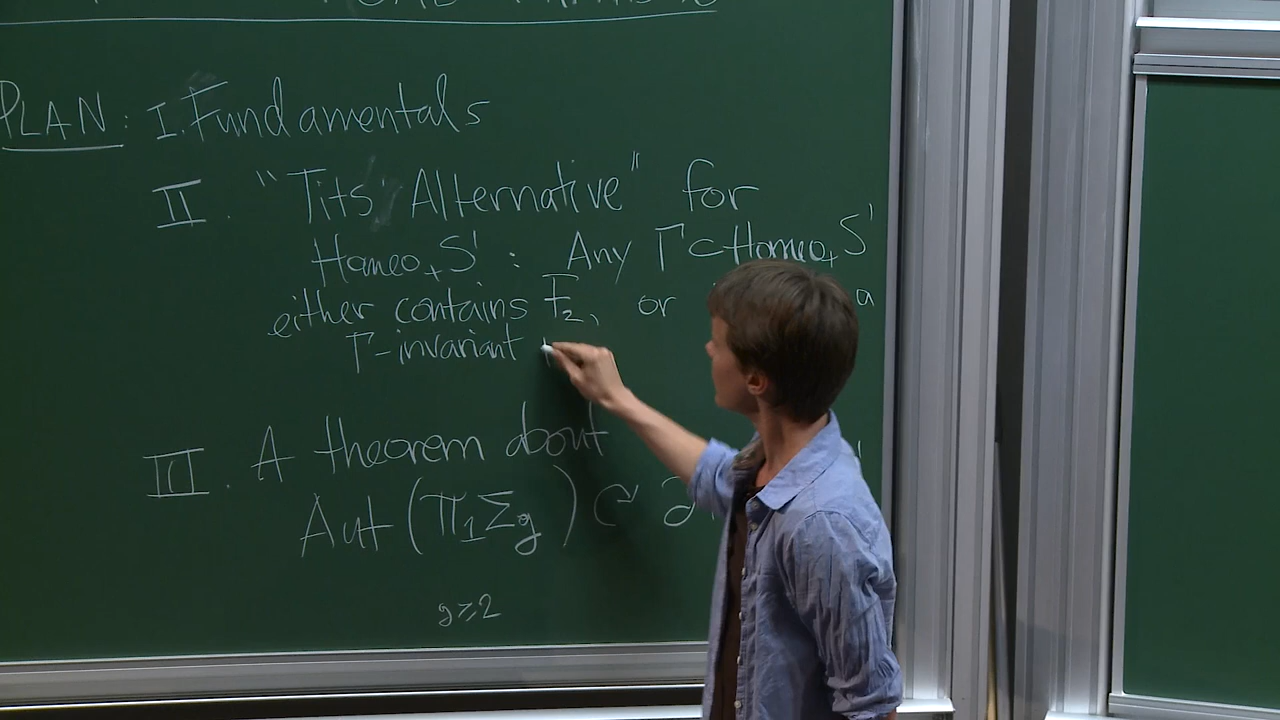 PLAN: I. Fundamentals
II. "Tits' Alternative" for
Homeo₊S¹ : Any Γ⊂Homeo₊S¹
either contains F₂, or a
Γ-invariant
III. A theorem about
Aut(π₁Σg) ↻ ∂
g≥2